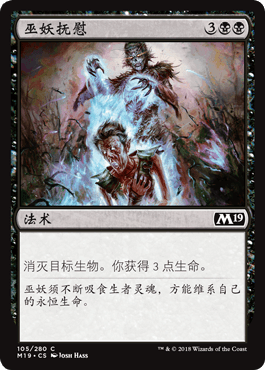 巫妖抚慰 3
法术 M19
消灭目标生物。你获得 3 点生命。
巫妖须不断吸食生者灵魂，方能维系自己
的永恒生命。
105/280 C
M19 • CS JOSH HASS ™ & © 2018 Wizards of the Coast